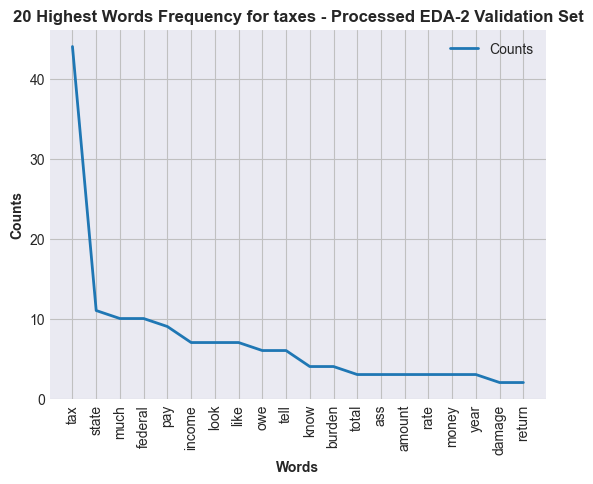 20 Highest Words Frequency for taxes - Processed EDA-2 Validation Set
Counts
40
30
20
10
0
Counts
tax
state
much
federal
pay
income
look
like
owe
tell
know
burden
total
ass
amount
rate
money
year
damage
return
Words